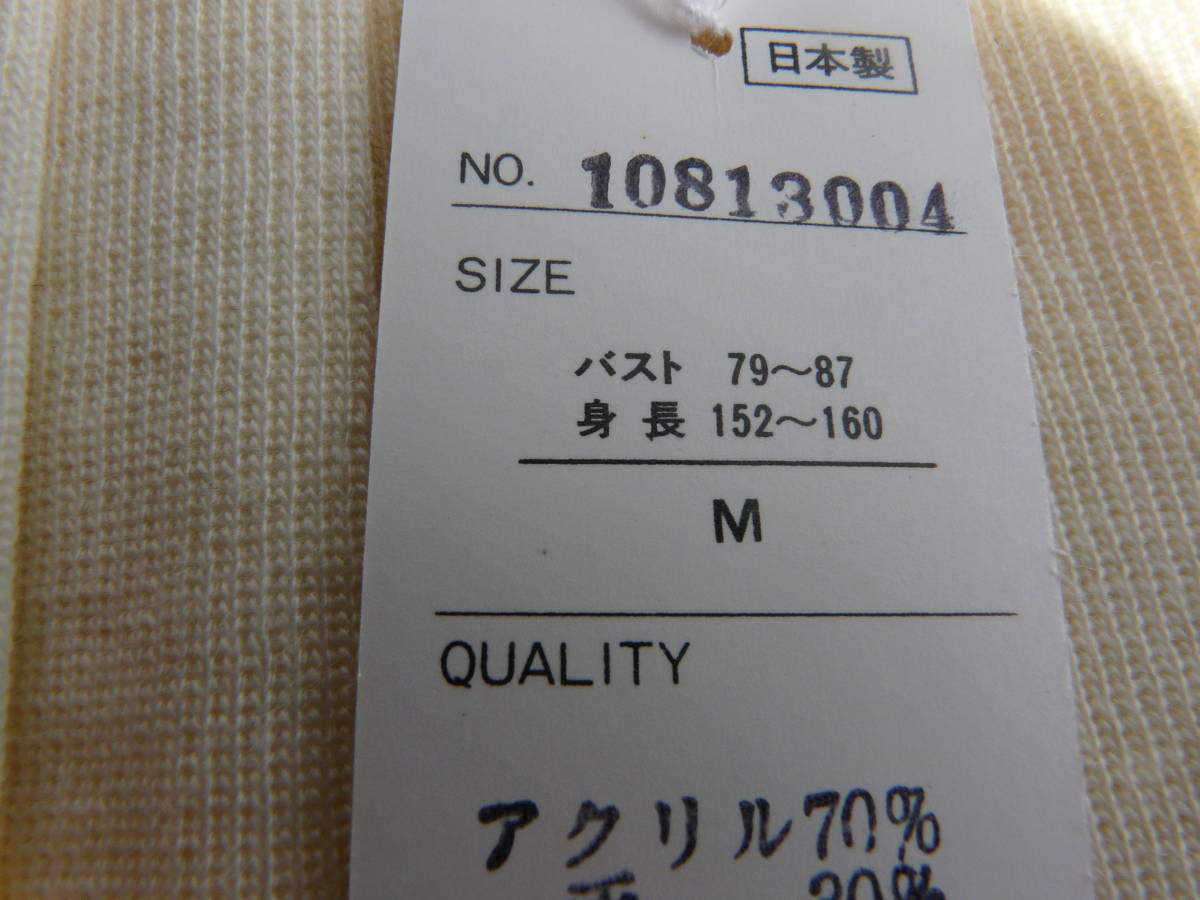 日本製
NO. 10813004
SIZE
バスト 79〜87
身長 152〜160
M
QUALITY
アクリル70%
30%